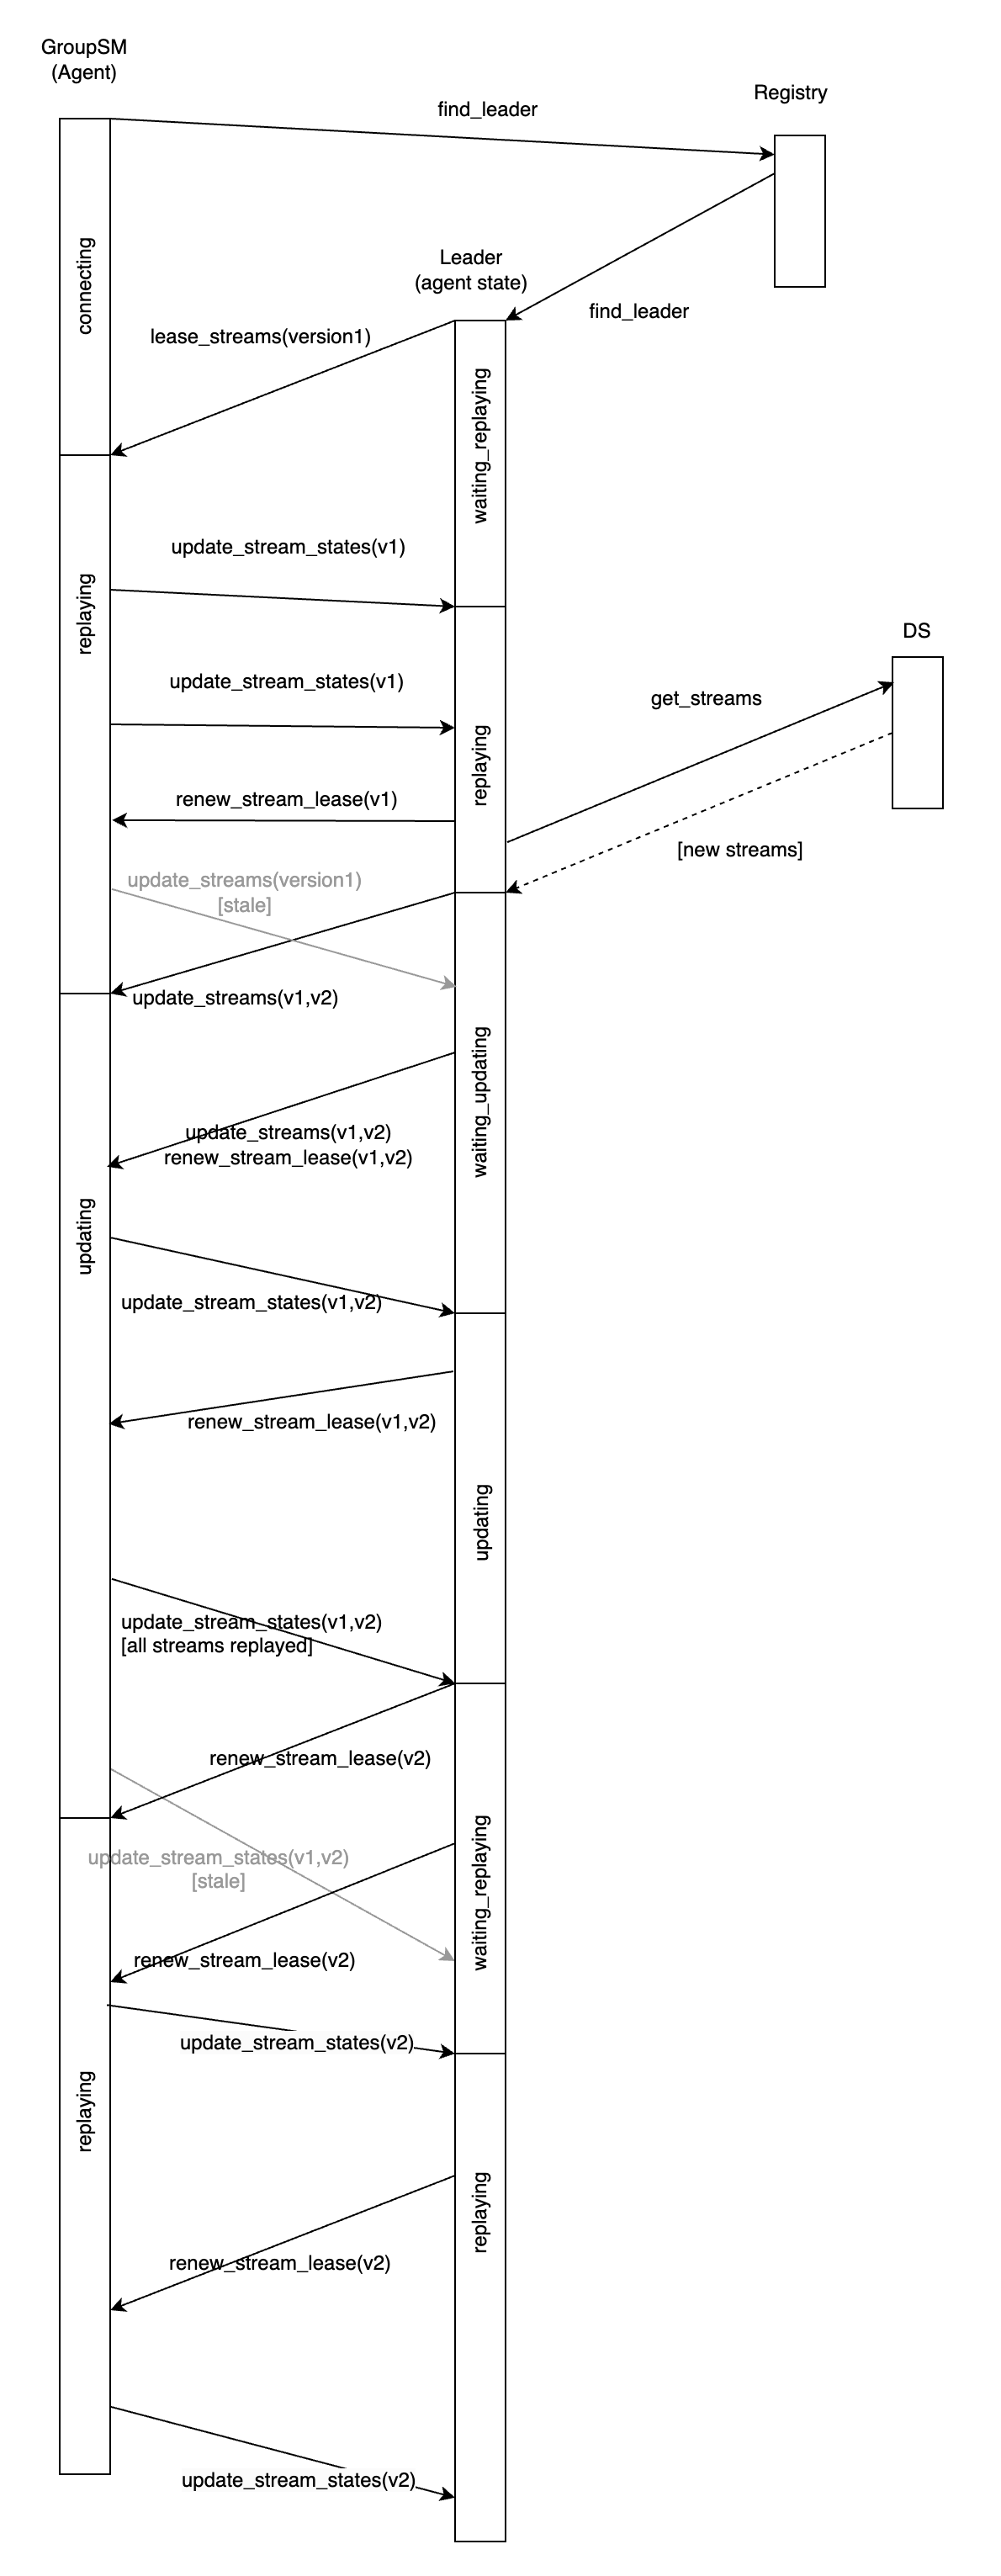 GroupSM
(Agent)
find_leader
Registry
connecting
Leader
(agent state)
find_leader
lease_streams(version1)
waiting_replaying
update_stream_states(v1)
replaying
DS
update_stream_states(v1)
get_streams
replaying
renew_stream_lease(v1)
[new streams]
update_streams(version1)
[stale]
update_streams(v1,v2)
waiting_updating
update_streams(v1,v2)
renew_stream_lease(v1,v2)
updating
update_stream_states(v1,v2)
renew_stream_lease(v1,v2)
updating
update_stream_states(v1,v2)
[all streams replayed]
renew_stream_lease(v2)
update_stream_states(v1,v2)
[stale]
waiting_replaying
renew_stream_lease(v2)
update_stream_states(v2)
replaying
replaying
renew_stream_lease(v2)
update_stream_states(v2)